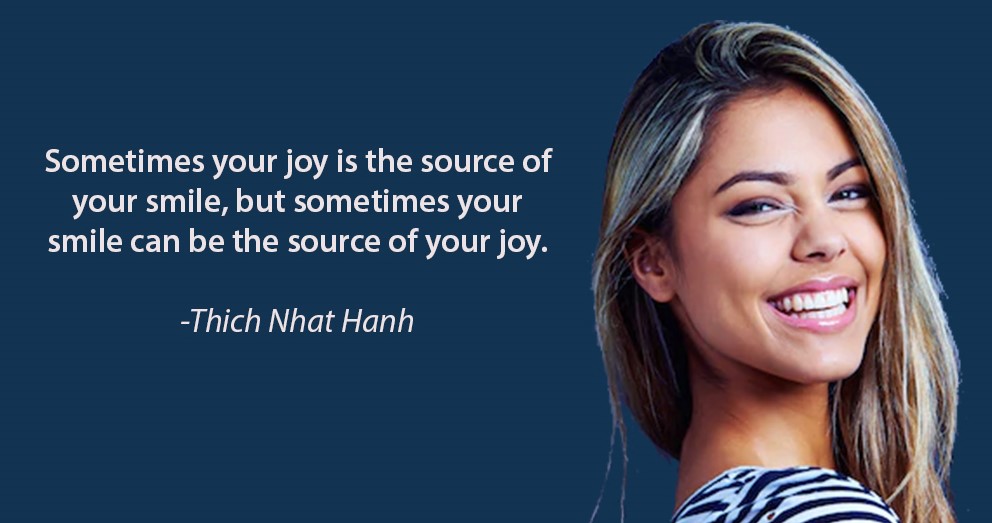 Sometimes your joy is the source of
your smile, but sometimes your
smile can be the source of your joy.
-Thich Nhat Hanh